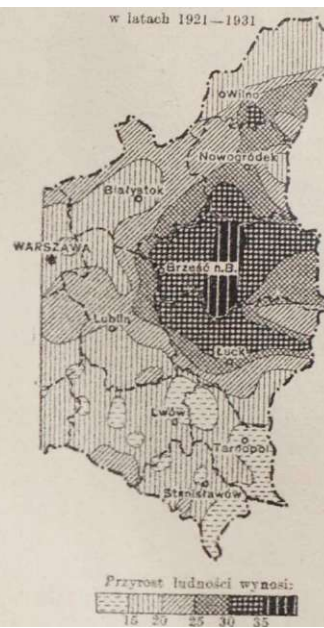 w latach 1921—1931
Wilno
Nowogródek
Białystok
WARSZAWA
Brześć n.B.
Lublin
Łuck
Lwów
Tarnopol
Stanisławów
Przyrost ludności wynosi:
15 20 25 30 35